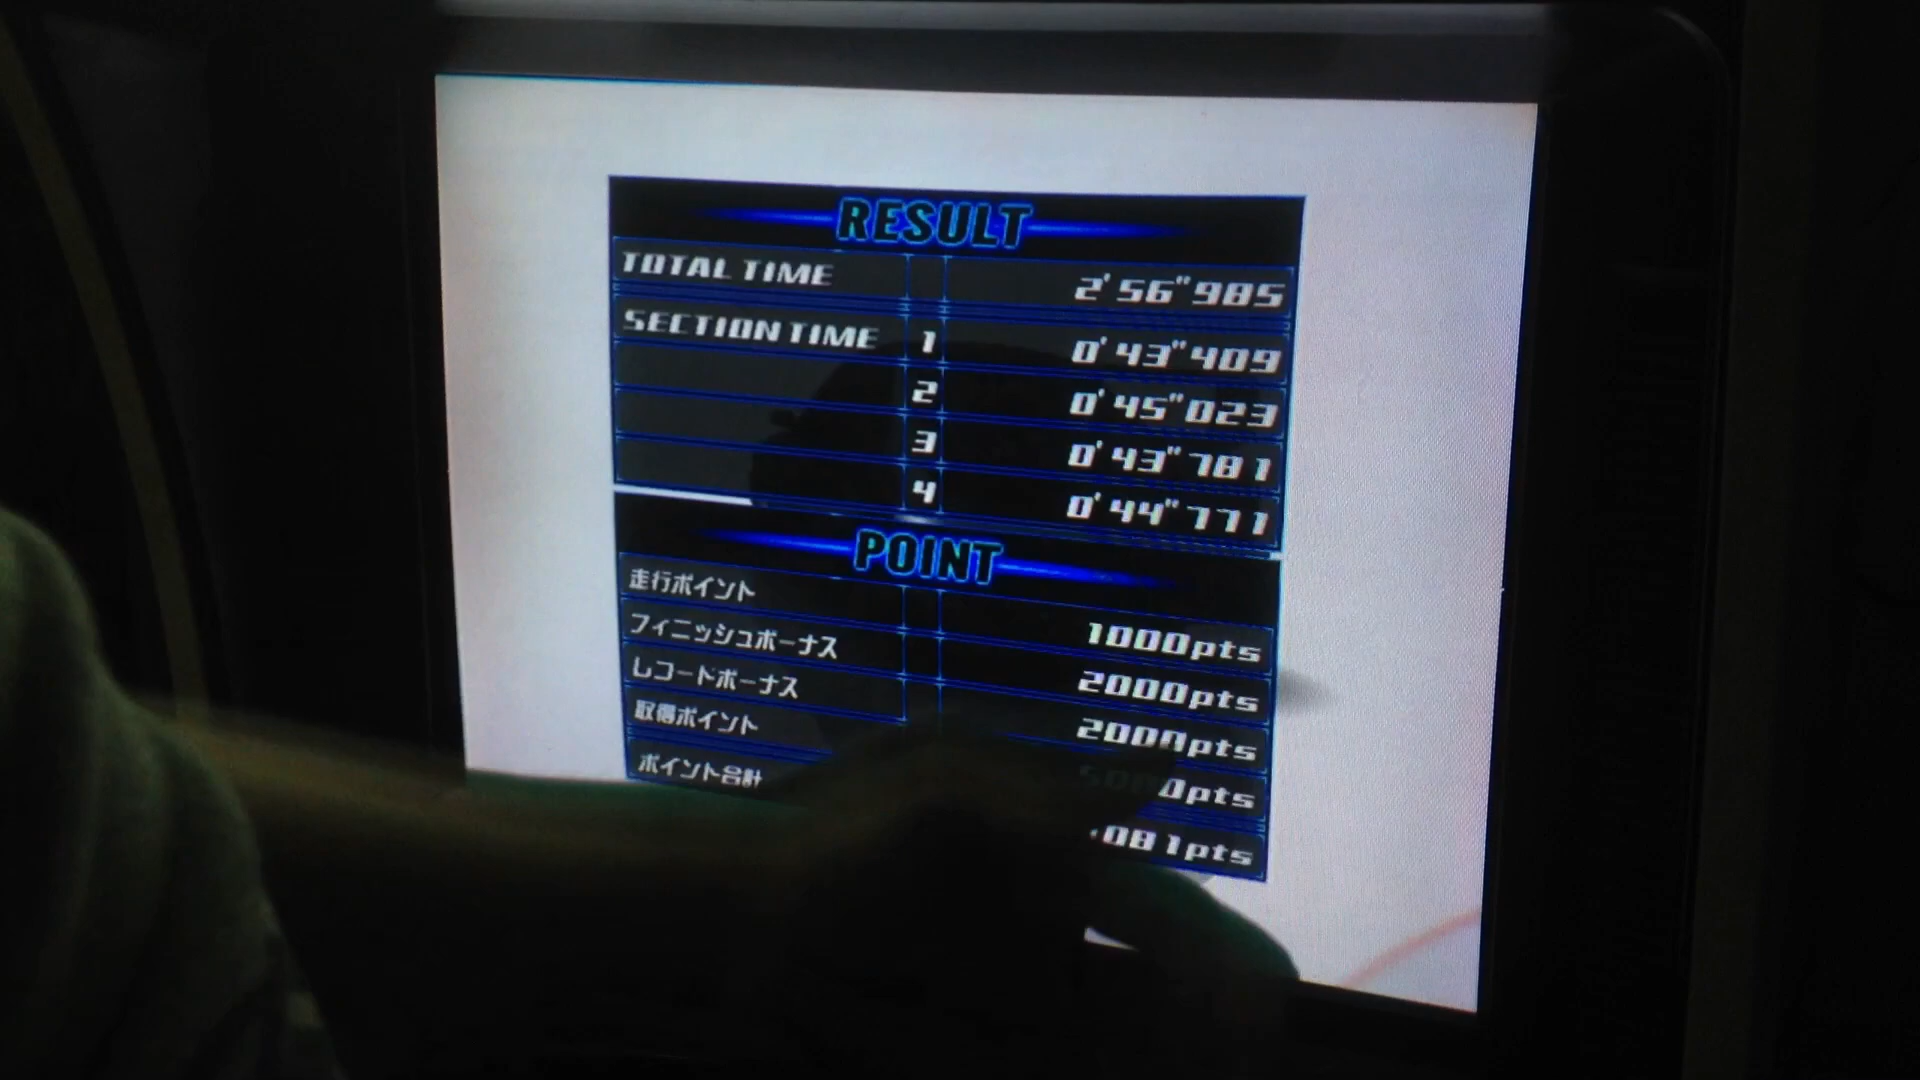 RESULT
TOTAL TIME 2'56"985
SECTION TIME 1 0'43"409
2 0'45"023
3 0'43"781
4 0'44"771
POINT
走行ポイント 1000pts
フィニッシュボーナス 2000pts
レコードボーナス 2000pts
取得ポイント 5000pts
ポイント合計 081pts